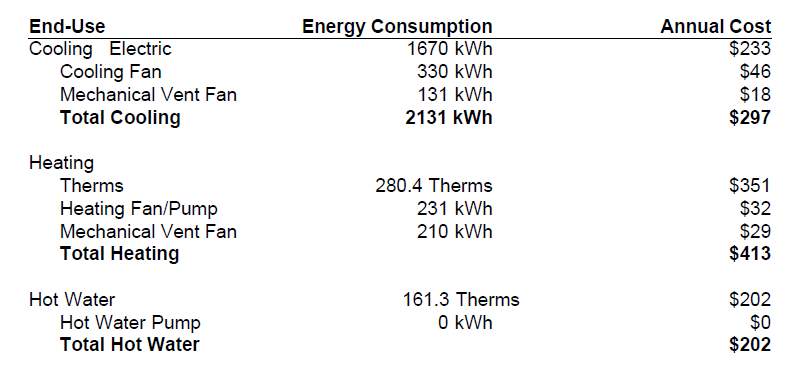 End-Use Energy Consumption Annual Cost
Cooling Electric 1670 kWh $233
Cooling Fan 330 kWh $46
Mechanical Vent Fan 131 kWh $18
Total Cooling 2131 kWh $297
Heating
Therms 280.4 Therms $351
Heating Fan/Pump 231 kWh $32
Mechanical Vent Fan 210 kWh $29
Total Heating $413
Hot Water 161.3 Therms $202
Hot Water Pump 0 kWh $0
Total Hot Water $202